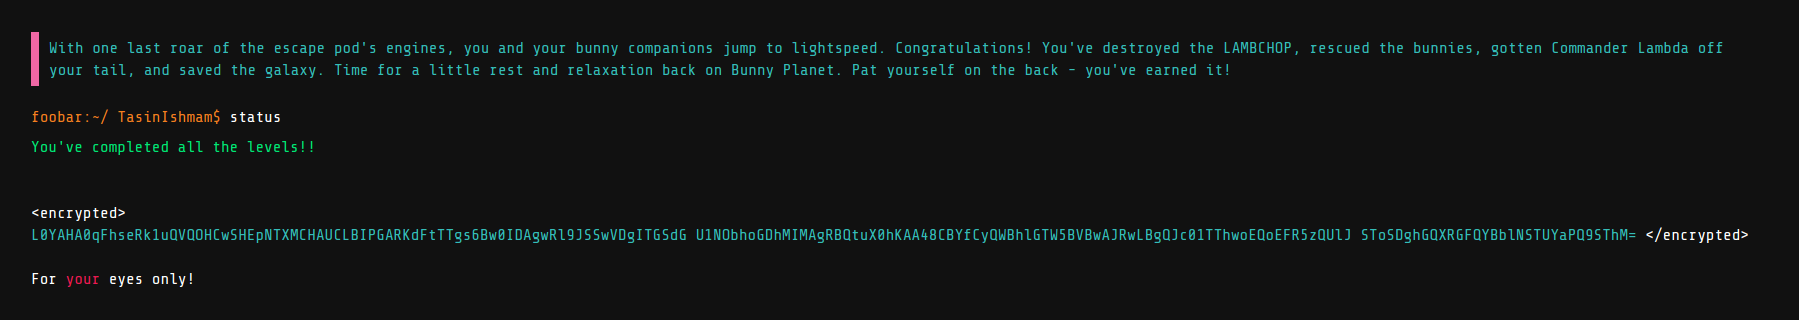 With one last roar of the escape pod's engines, you and your bunny companions jump to lightspeed. Congratulations! You've destroyed the LAMBCHOP, rescued the bunnies, gotten Commander Lambda off
your tail, and saved the galaxy. Time for a little rest and relaxation back on Bunny Planet. Pat yourself on the back - you've earned it!
foobar:~/ TasinIshmam$ status
You've completed all the levels!!
<encrypted>
L0YAHA0qFhseRk1uQVQOHCwSHEpNTXMCHAUCLBIPGARKdFtTTgs6Bw0IDAgwRl9JSSwVDgITGSdG U1NObhoGDhMIMAgRBQtuX0hKAA48CBYfCyQWBhlGTW5BVBwAJRwLBgQJc01TThwoEQoEFR5zQUlJ SToSDghGQXRGFQYBblNSTUYaPQ9SThM= </encrypted>
For your eyes only!